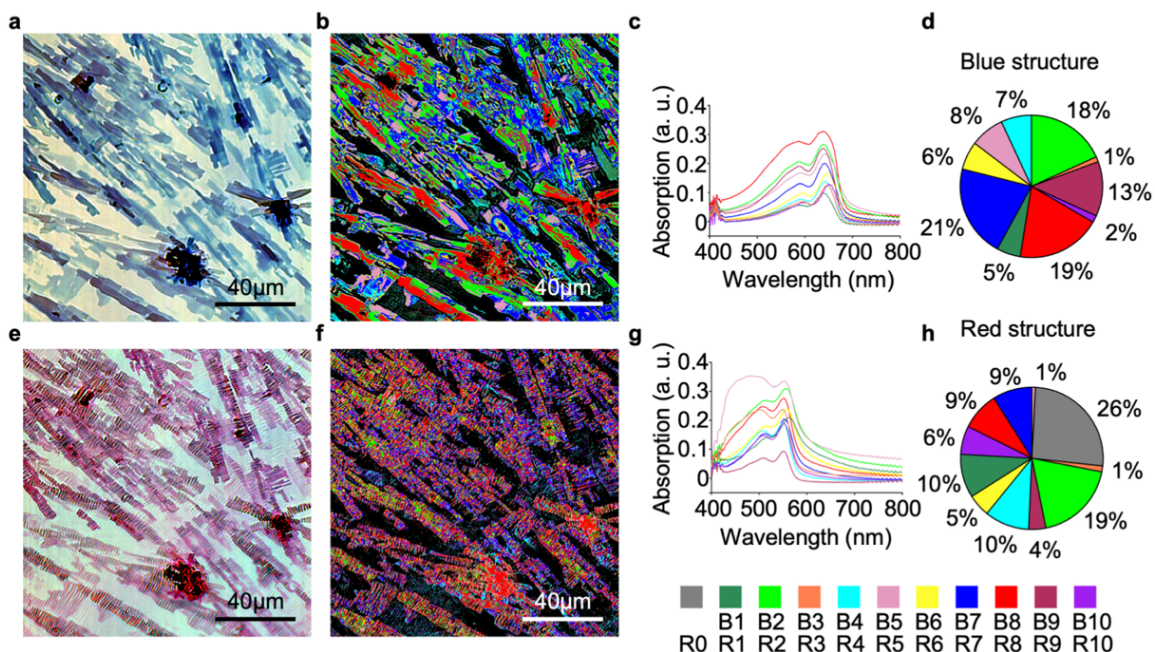 a
b
c
d
40µm
40µm
0.4
0.3
0.2
0.1
0
Absorption (a. u.)
400 500 600 700 800
Wavelength (nm)
Blue structure
7%
18%
8%
1%
6%
13%
21%
2%
5%
19%
e
f
g
h
40µm
40µm
0.4
0.3
0.2
0.1
0
Absorption (a. u.)
400 500 600 700 800
Wavelength (nm)
Red structure
9%
1%
9%
26%
6%
10%
1%
5%
19%
10%
4%
B1 B2 B3 B4 B5 B6 B7 B8 B9 B10
R0 R1 R2 R3 R4 R5 R6 R7 R8 R9 R10